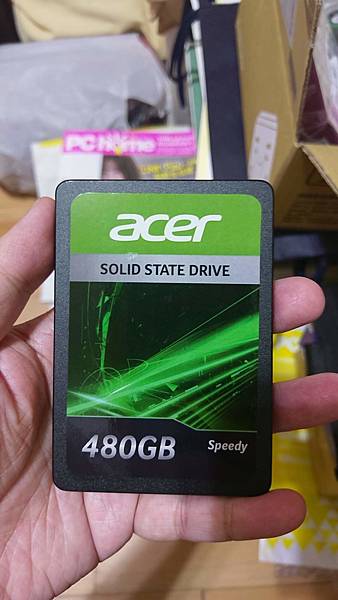 PC home
acer
SOLID STATE DRIVE
480GB
Speedy